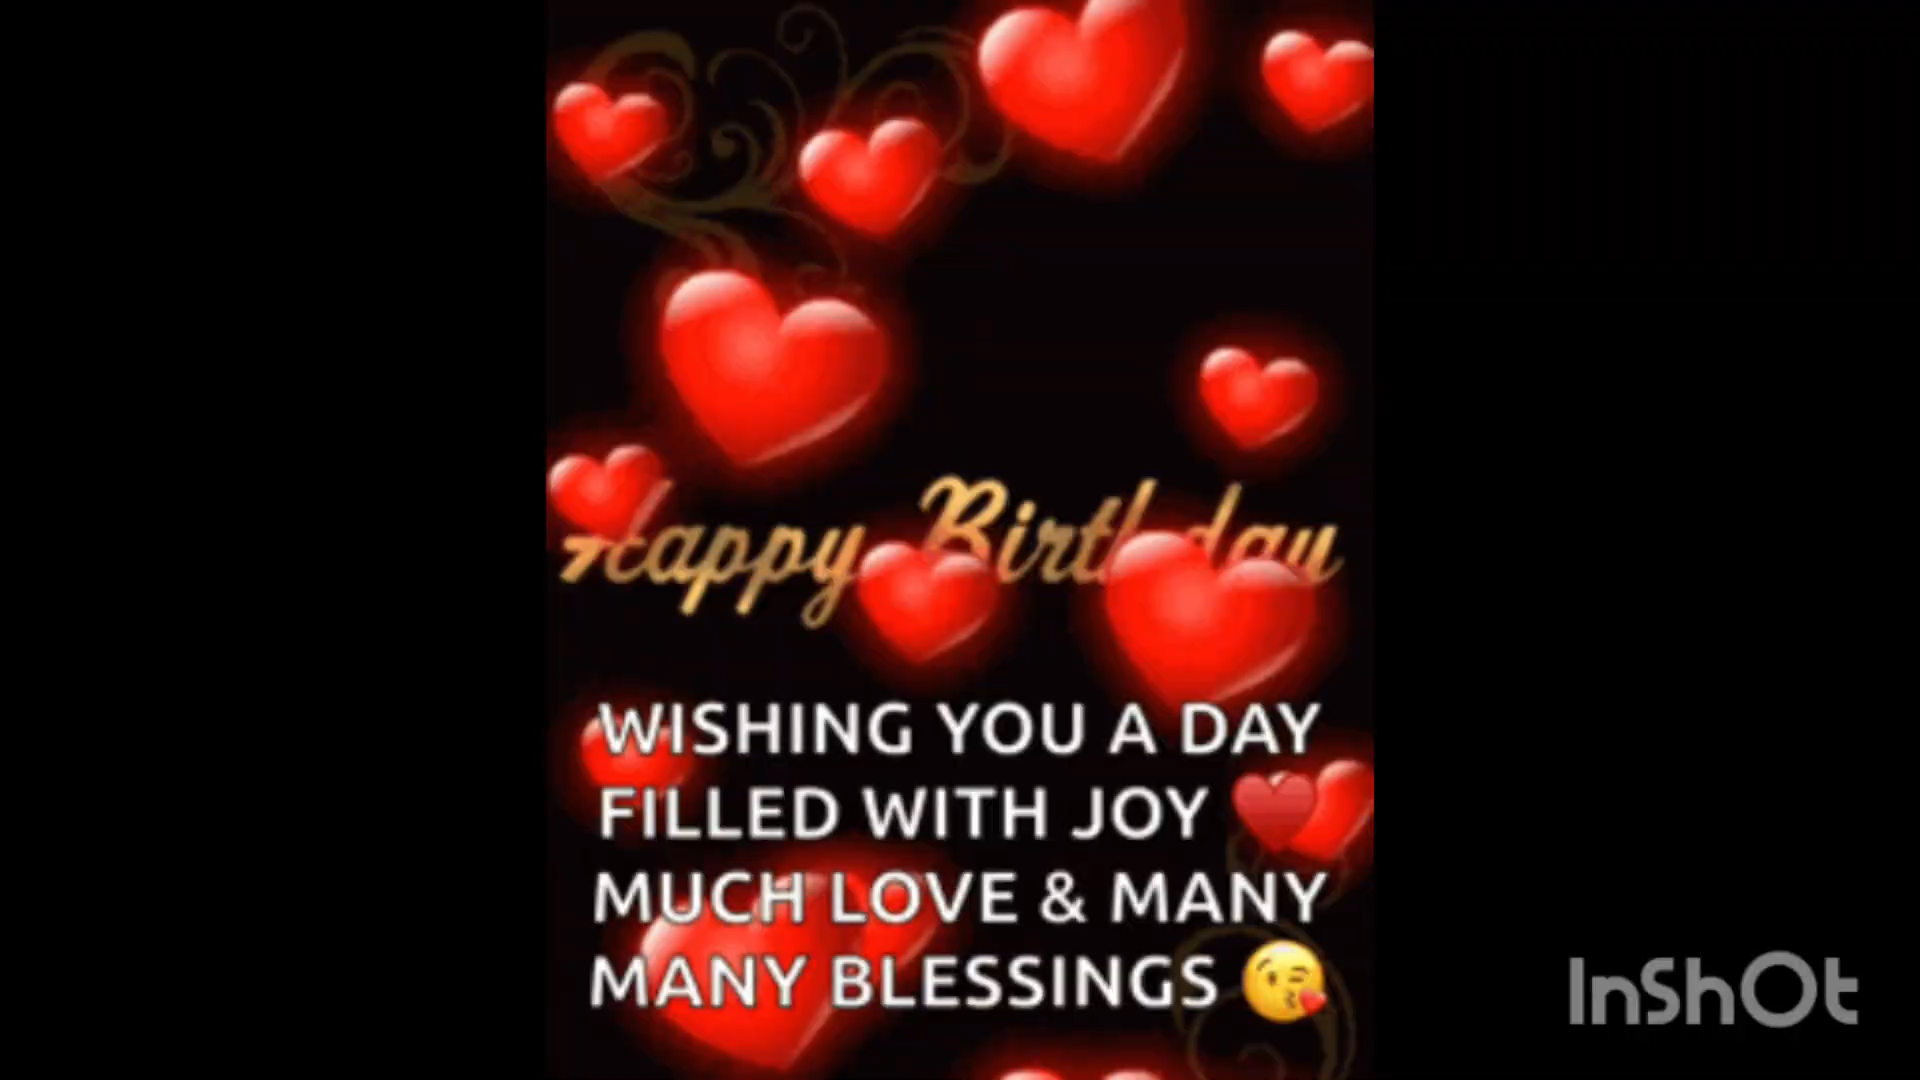 Happy Birthday
WISHING YOU A DAY
FILLED WITH JOY ♥️
MUCH LOVE & MANY
MANY BLESSINGS 😘
InShOt